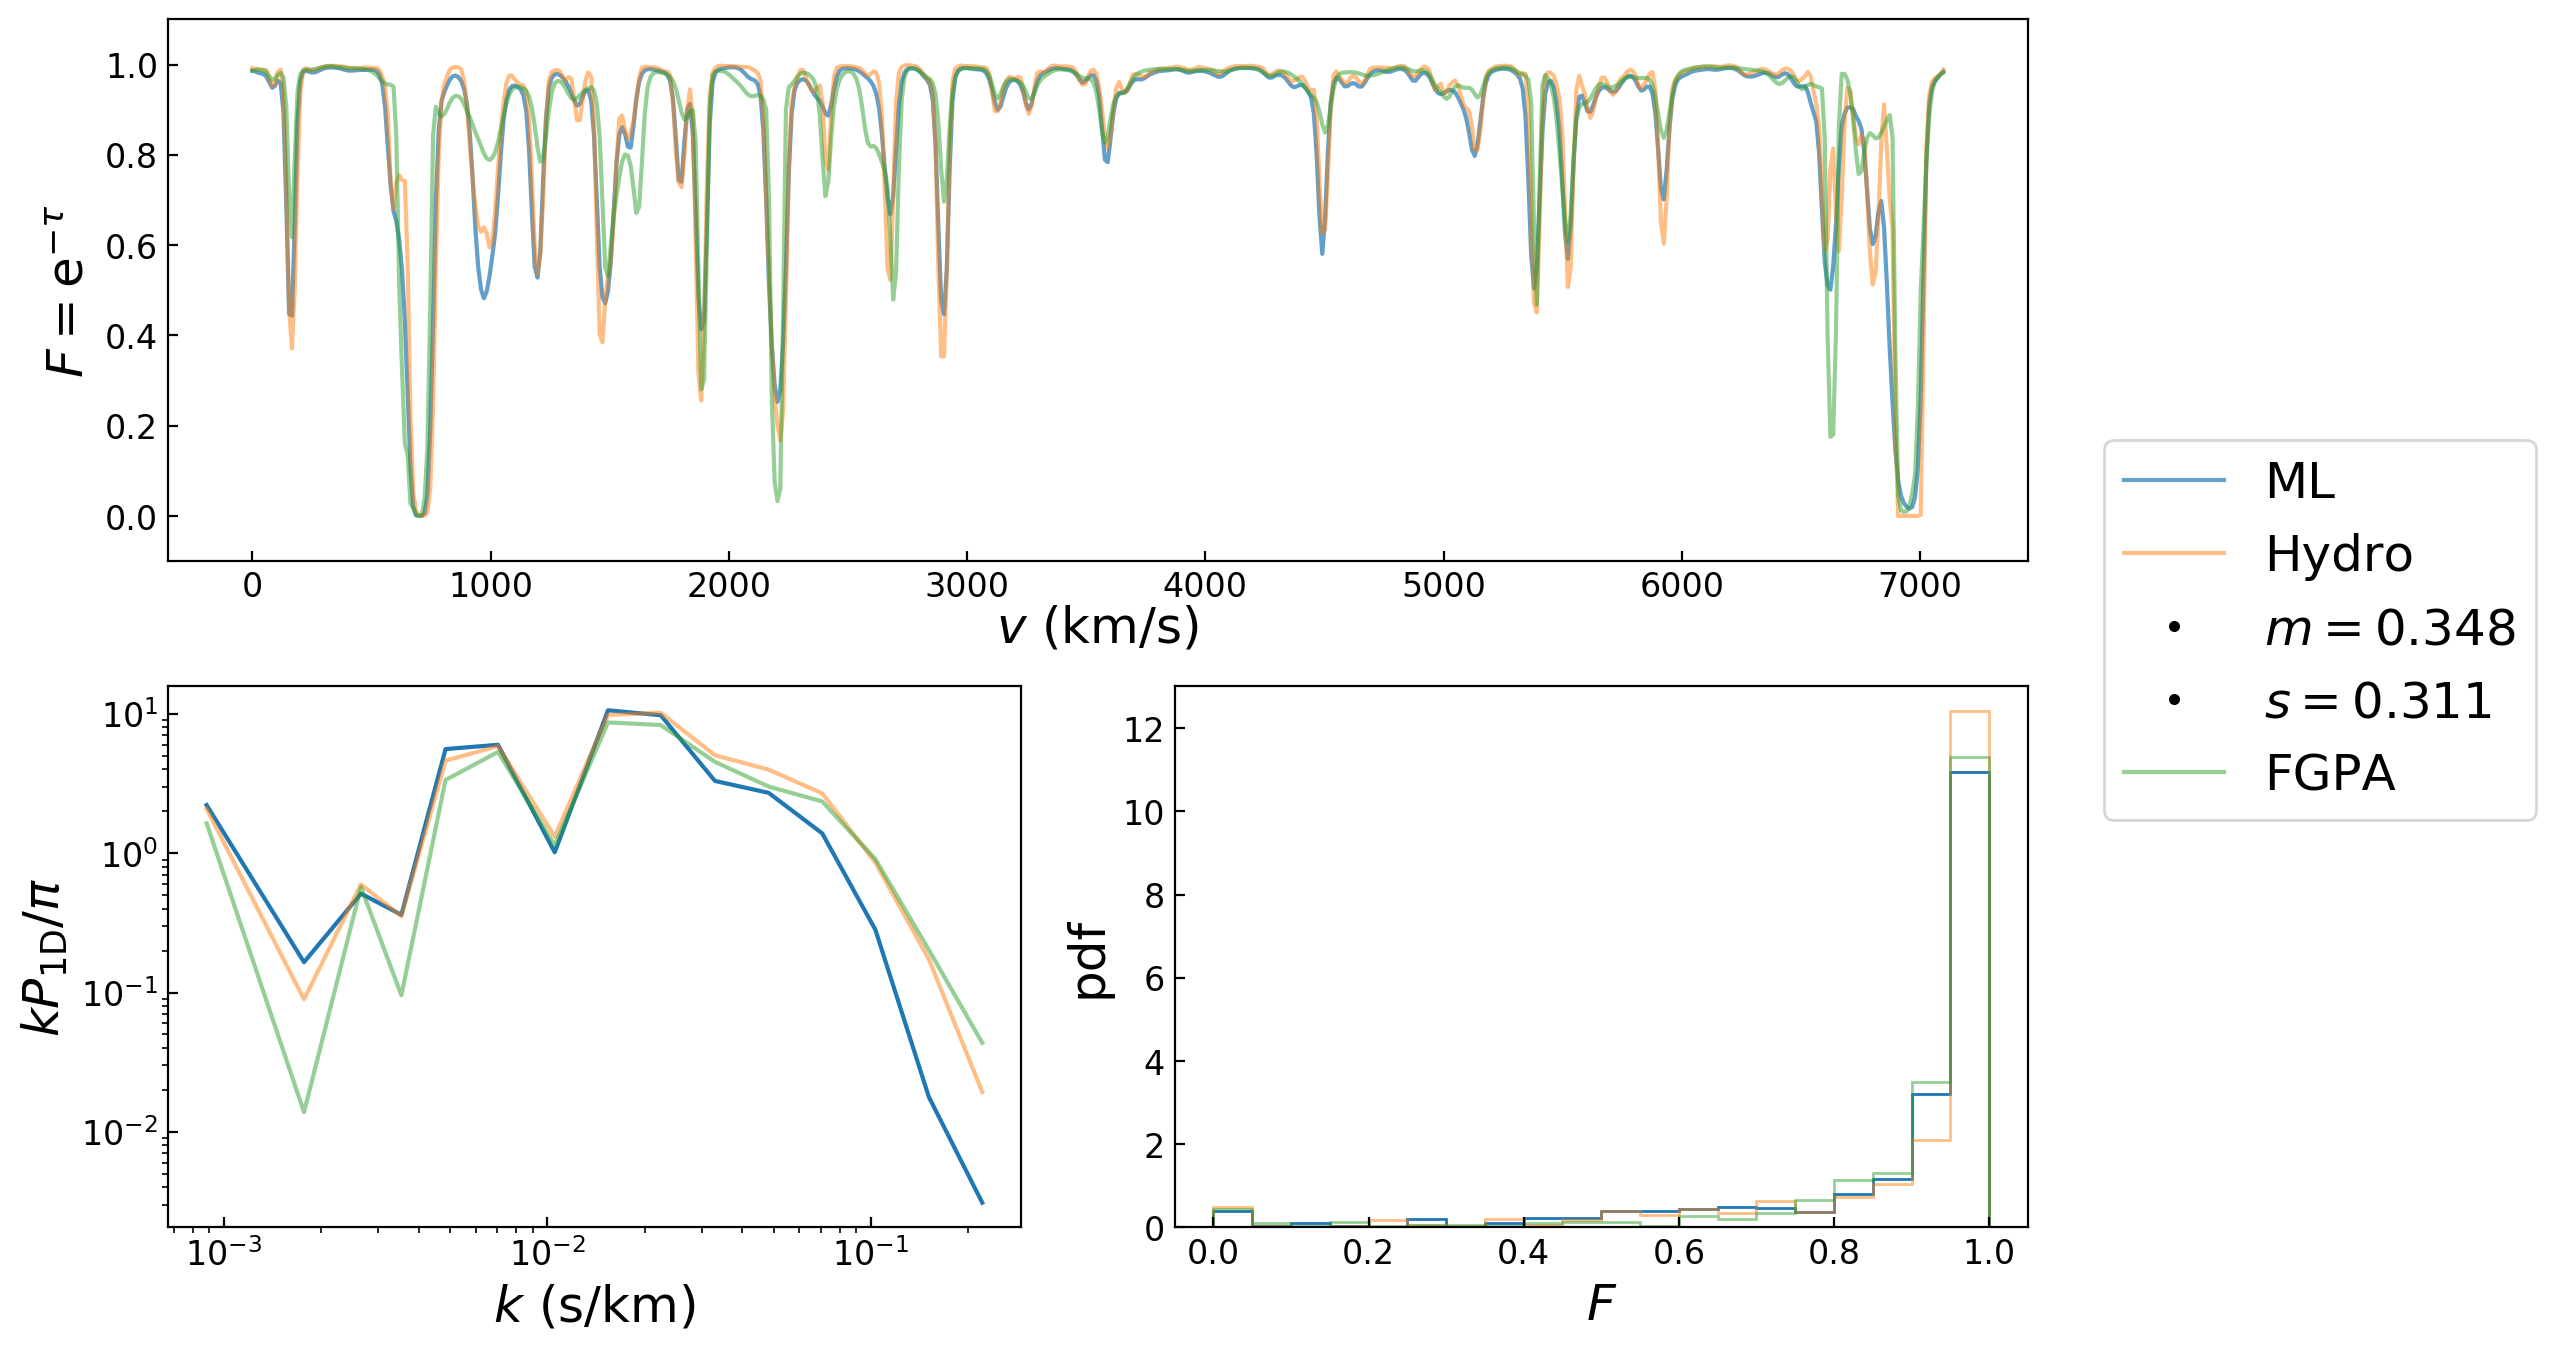 1.0
0.8
0.6
0.4
0.2
0.0
F = e^{−τ}
0 1000 2000 3000 4000 5000 6000 7000
v (km/s)
ML
Hydro
m = 0.348
s = 0.311
FGPA
10^1
10^0
10^{−1}
10^{−2}
kP_{1D}/π
10^{−3} 10^{−2} 10^{−1}
k (s/km)
12
10
8
6
4
2
0
pdf
0.0 0.2 0.4 0.6 0.8 1.0
F